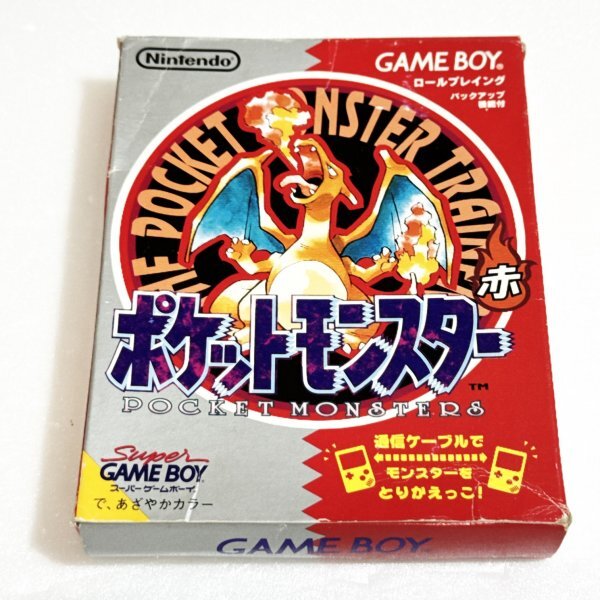 Nintendo
GAME BOY®
ロールプレイング
バックアップ
機能付
THE POCKET MONSTER TRAINER
赤
ポケットモンスター
TM
POCKET MONSTERS
通信ケーブルで
モンスターを
とりかえっこ!
Super
GAME BOY
スーパーゲームボーイ
で、あざやかカラー
GAME BOY